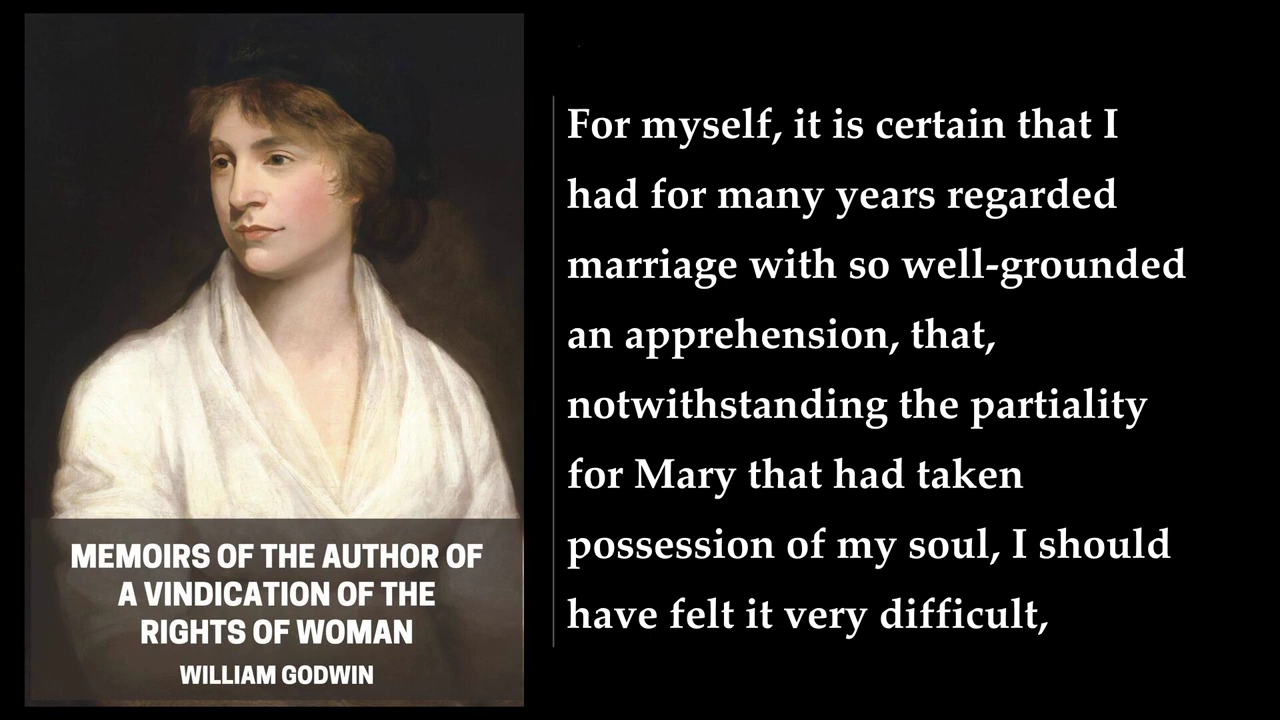 MEMOIRS OF THE AUTHOR OF
A VINDICATION OF THE
RIGHTS OF WOMAN
WILLIAM GODWIN
For myself, it is certain that I
had for many years regarded
marriage with so well-grounded
an apprehension, that,
notwithstanding the partiality
for Mary that had taken
possession of my soul, I should
have felt it very difficult,